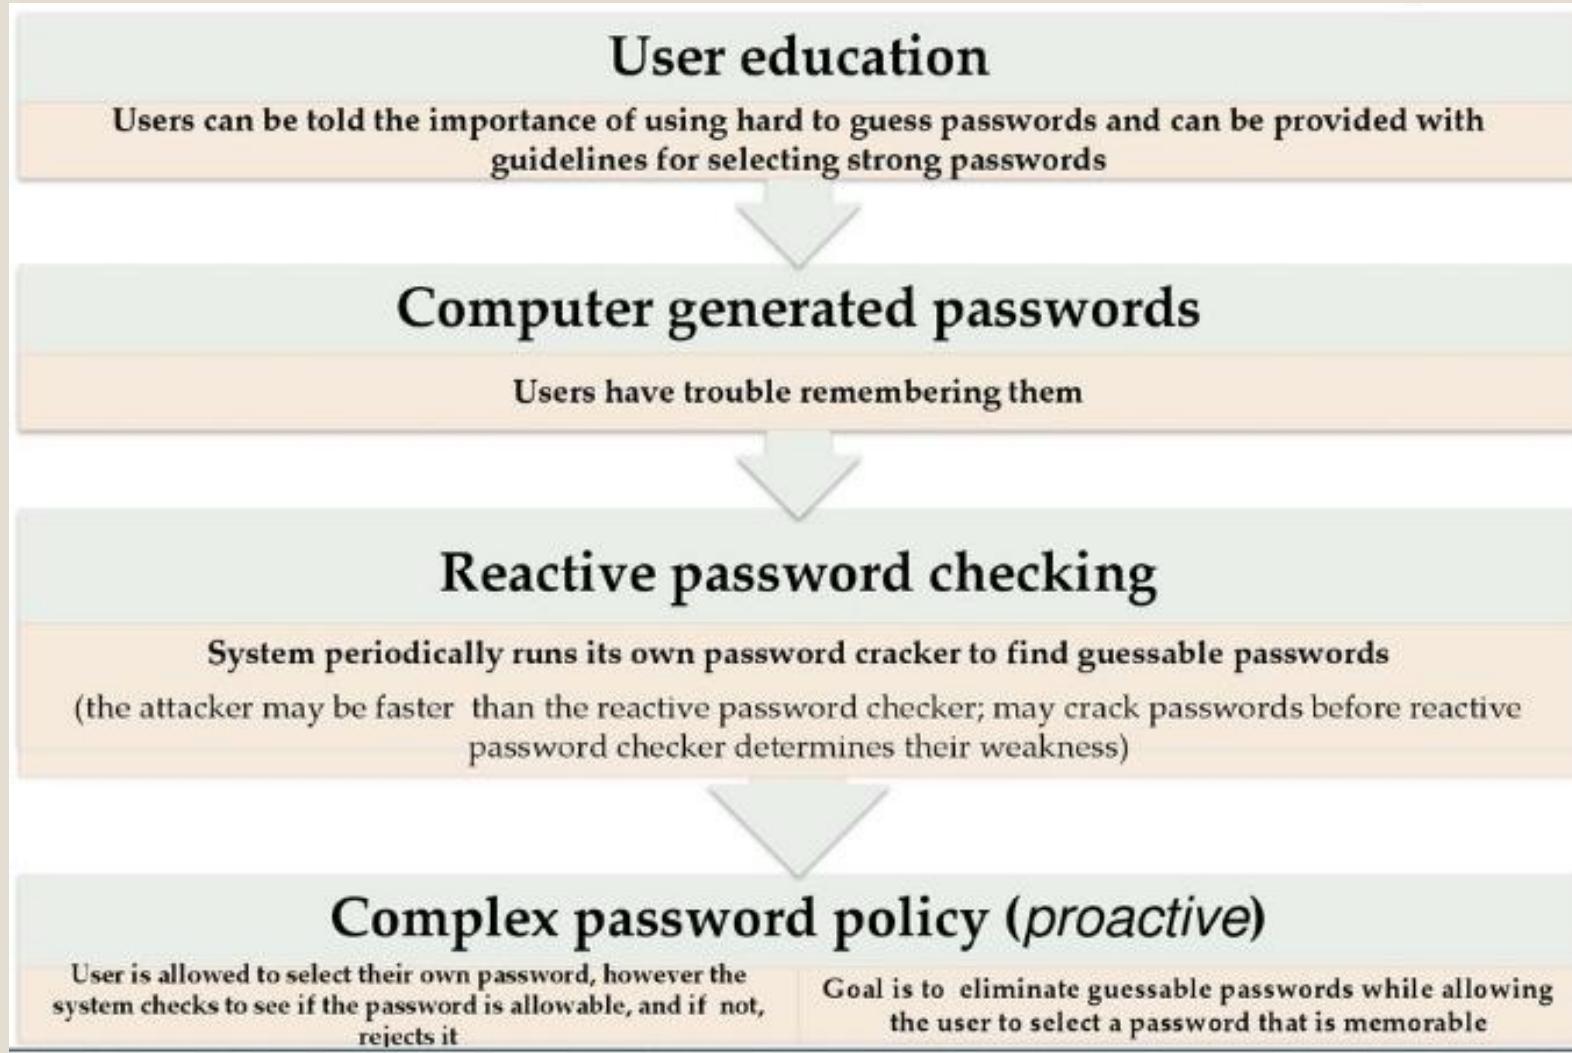 User education
Users can be told the importance of using hard to guess passwords and can be provided with
guidelines for selecting strong passwords
Computer generated passwords
Users have trouble remembering them
Reactive password checking
System periodically runs its own password cracker to find guessable passwords
(the attacker may be faster than the reactive password checker; may crack passwords before reactive
password checker determines their weakness)
Complex password policy (proactive)
User is allowed to select their own password, however the
system checks to see if the password is allowable, and if not,
rejects it
Goal is to eliminate guessable passwords while allowing
the user to select a password that is memorable